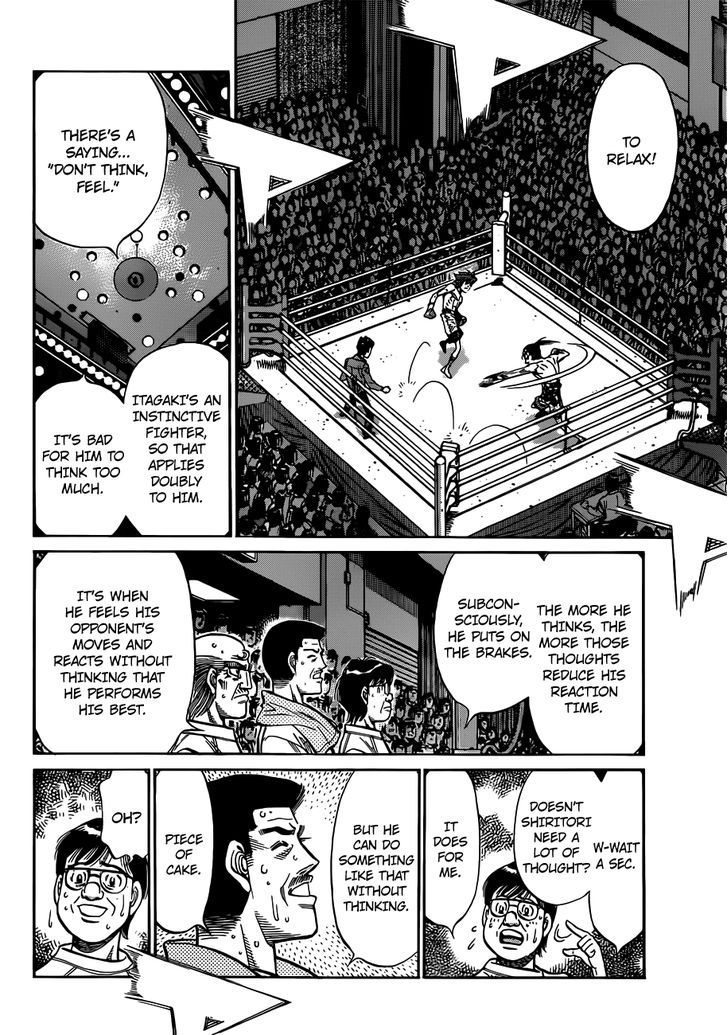 TO
RELAX!
THERE'S A
SAYING...
"DON'T THINK,
FEEL."
ITAGAKI'S AN
INSTINCTIVE
FIGHTER,
SO THAT
APPLIES
DOUBLY
TO HIM.
IT'S BAD
FOR HIM TO
THINK TOO
MUCH.
THE MORE HE
THINKS, THE
MORE THOSE
THOUGHTS
REDUCE HIS
REACTION
TIME.
SUBCON-
SCIOUSLY,
HE PUTS ON
THE BRAKES.
IT'S WHEN
HE FEELS HIS
OPPONENT'S
MOVES AND
REACTS WITHOUT
THINKING THAT
HE PERFORMS
HIS BEST.
W-WAIT
A SEC.
DOESN'T
SHIRITORI
NEED A
LOT OF
THOUGHT?
IT
DOES
FOR ME.
BUT HE
CAN DO
SOMETHING
LIKE THAT
WITHOUT
THINKING.
PIECE
OF
CAKE.
OH?